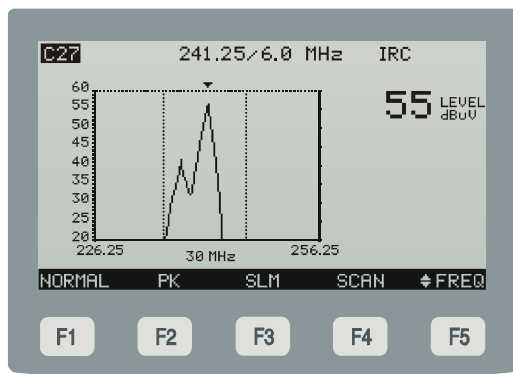 C27 241.25/6.0 MHz IRC
60
55
50
45
40
35
30
25
20
55 LEVEL
dBuV
226.25 30 MHz 256.25
NORMAL PK SLM SCAN FREQ
F1 F2 F3 F4 F5